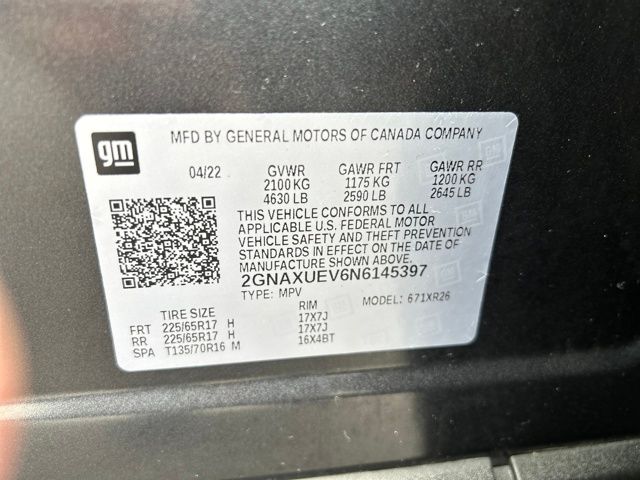 gm
MFD BY GENERAL MOTORS OF CANADA COMPANY
04/22 GVWR GAWR FRT GAWR RR
2100 KG 1175 KG 1200 KG
4630 LB 2590 LB 2645 LB
THIS VEHICLE CONFORMS TO ALL
APPLICABLE U.S. FEDERAL MOTOR
VEHICLE SAFETY AND THEFT PREVENTION
STANDARDS IN EFFECT ON THE DATE OF
MANUFACTURE SHOWN ABOVE.
2GNAXUEV6N6145397
TYPE: MPV MODEL: 671XR26
TIRE SIZE RIM
FRT 225/65R17 H 17X7J
RR 225/65R17 H 17X7J
SPA T135/70R16 M 16X4BT